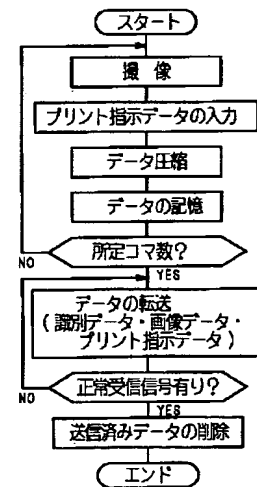 スタート
撮 像
プリント指示データの入力
データ圧縮
データの記憶
所定コマ数?
NO
YES
データの転送
(識別データ・画像データ・
プリント指示データ)
正常受信信号有り?
NO
YES
送信済みデータの削除
エンド